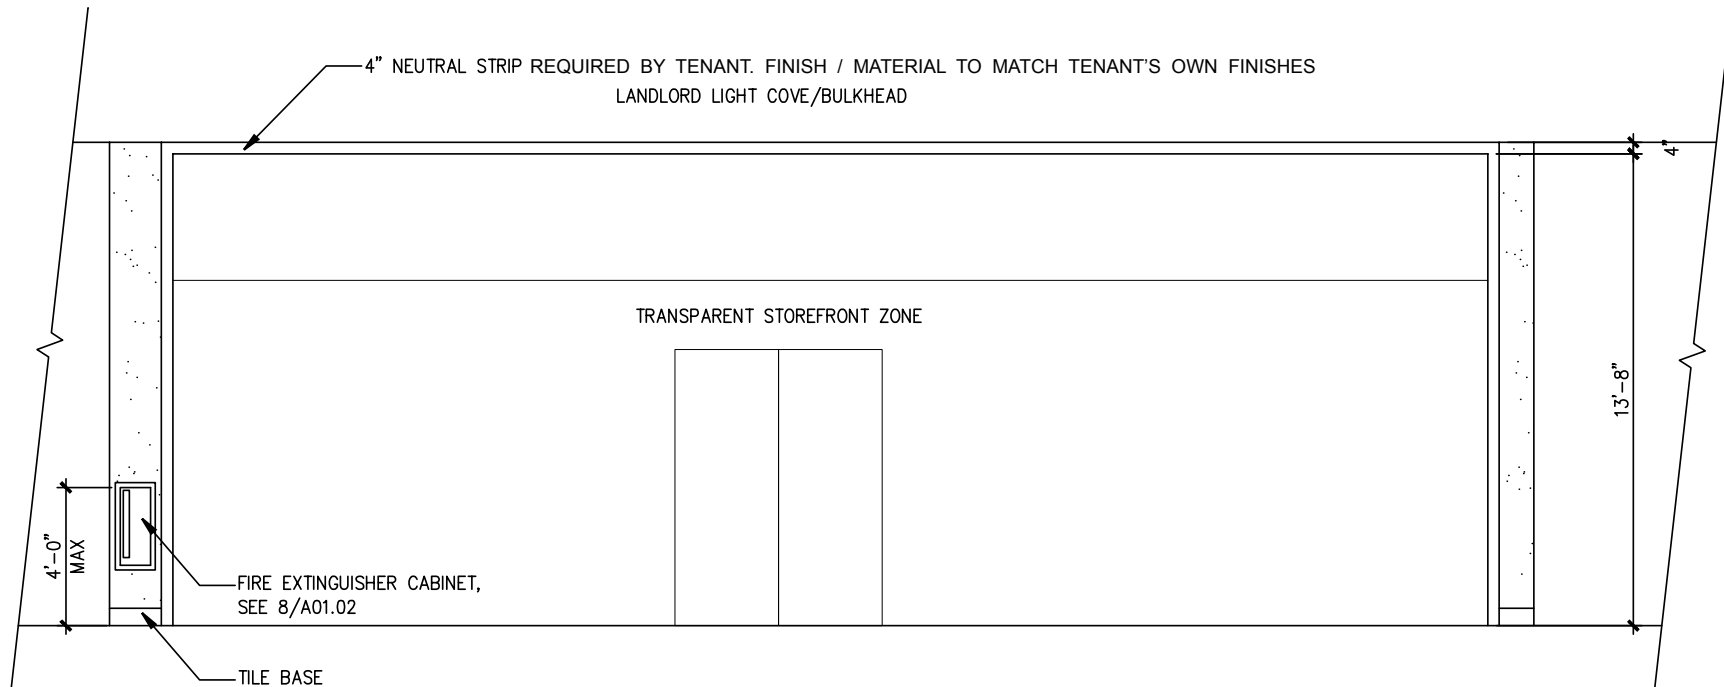 4" NEUTRAL STRIP REQUIRED BY TENANT. FINISH / MATERIAL TO MATCH TENANT'S OWN FINISHES
LANDLORD LIGHT COVE/BULKHEAD
4"
TRANSPARENT STOREFRONT ZONE
13'-8"
4'-0"
MAX
FIRE EXTINGUISHER CABINET,
SEE 8/A01.02
TILE BASE